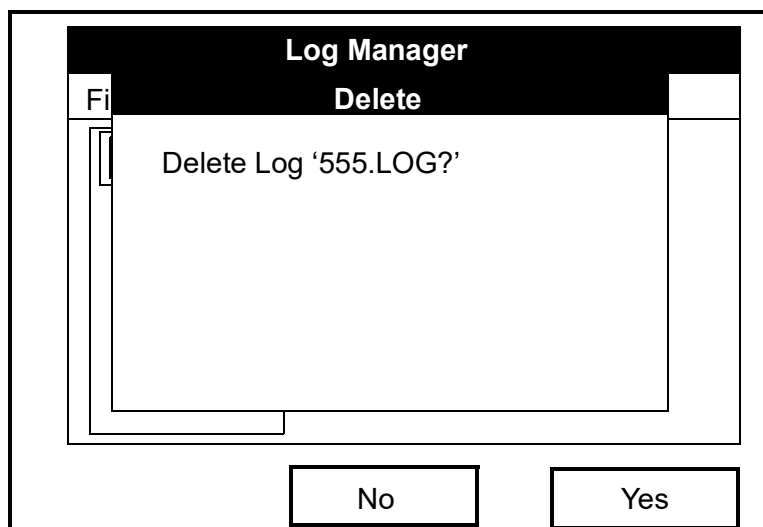 Log Manager
Fi
Delete
Delete Log ‘555.LOG?’
No
Yes